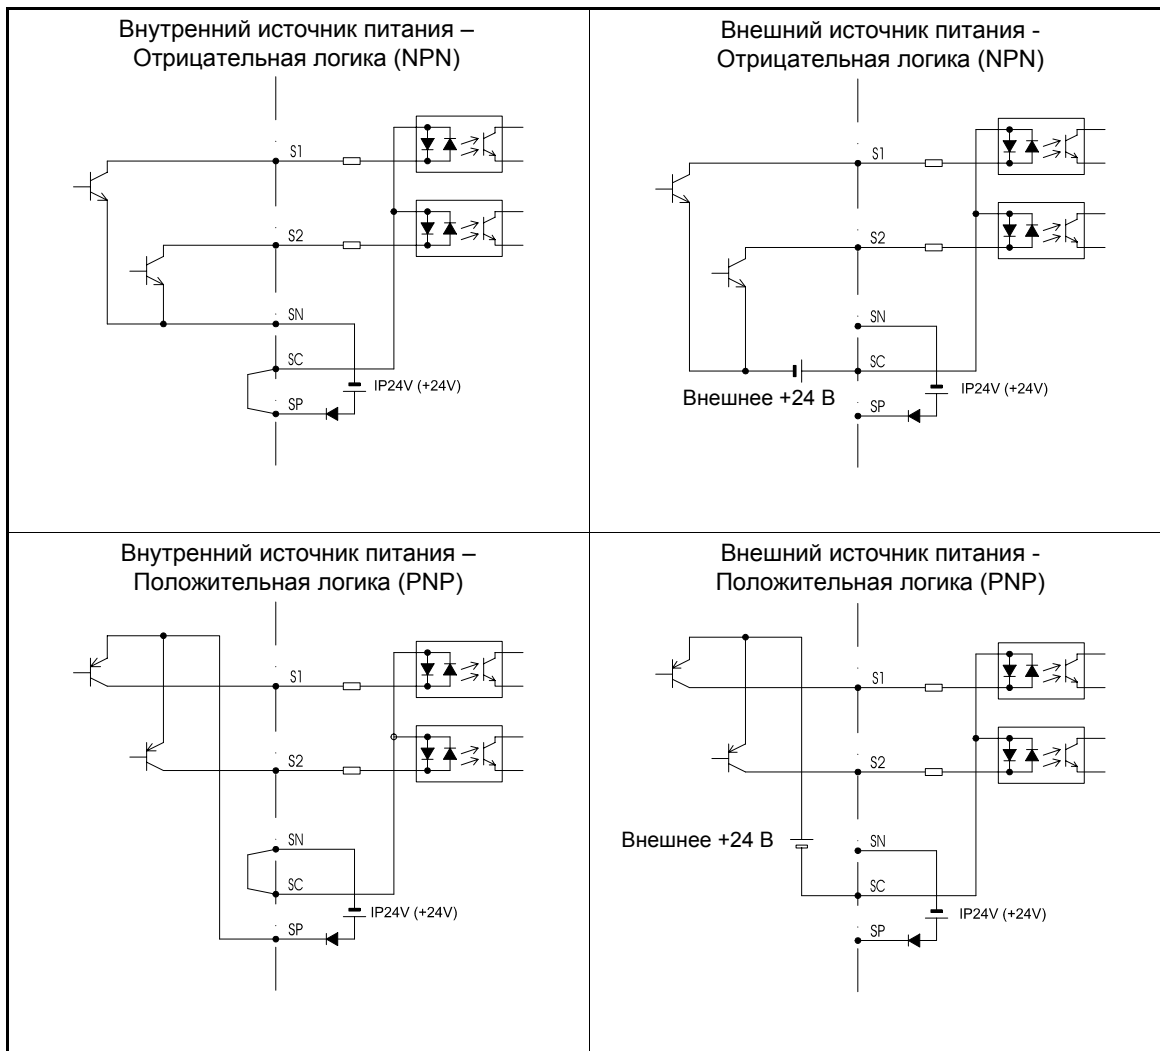 Внутренний источник питания –
Отрицательная логика (NPN)
S1
S2
SN
SC
IP24V (+24V)
SP
Внешний источник питания -
Отрицательная логика (NPN)
S1
S2
SN
SC
Внешнее +24 В
IP24V (+24V)
SP
Внутренний источник питания –
Положительная логика (PNP)
S1
S2
SN
SC
IP24V (+24V)
SP
Внешний источник питания -
Положительная логика (PNP)
S1
S2
Внешнее +24 В
SN
SC
IP24V (+24V)
SP